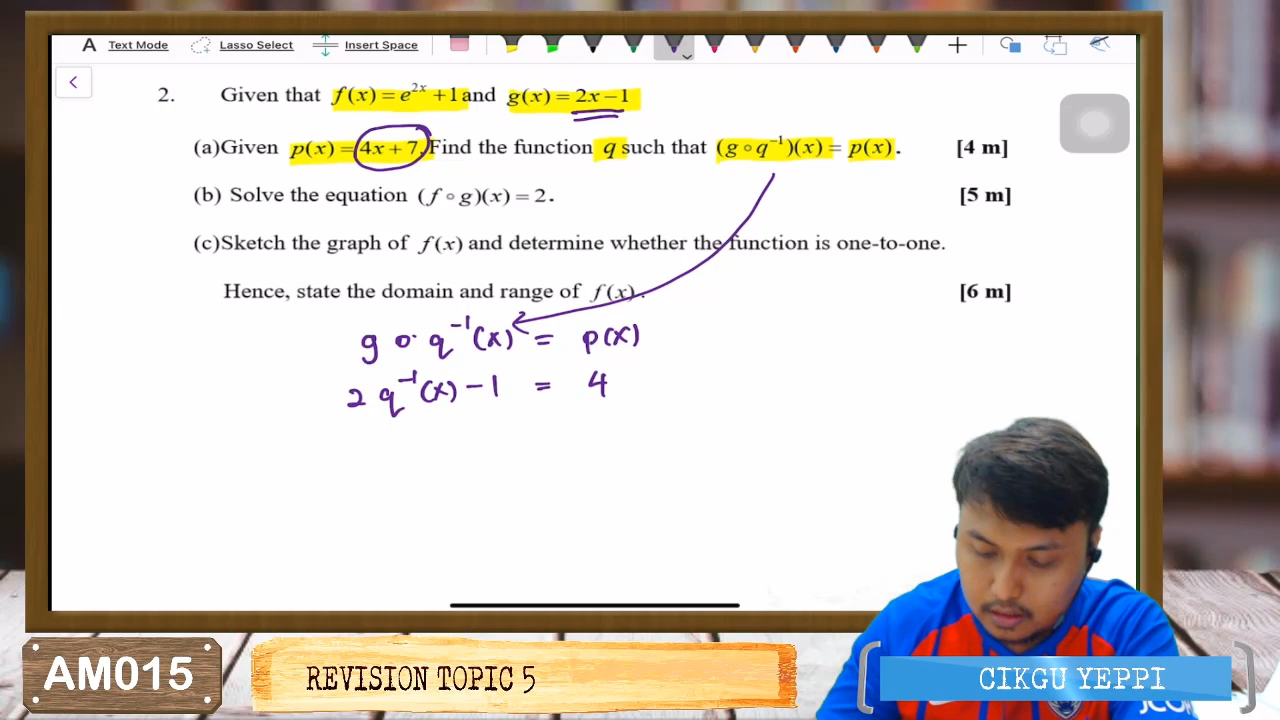 A Text Mode Lasso Select Insert Space
2. Given that f(x) = e^{2x} + 1 and g(x) = 2x − 1
(a)Given p(x) = 4x + 7. Find the function q such that (g ∘ q^{−1})(x) = p(x). [4 m]
(b) Solve the equation (f ∘ g)(x) = 2. [5 m]
(c)Sketch the graph of f(x) and determine whether the function is one-to-one.
Hence, state the domain and range of f(x). [6 m]
g o q^{−1}(x) = p(x)
2 q^{−1}(x) − 1 = 4
AM015
REVISION TOPIC 5
CIKGU YEPPI